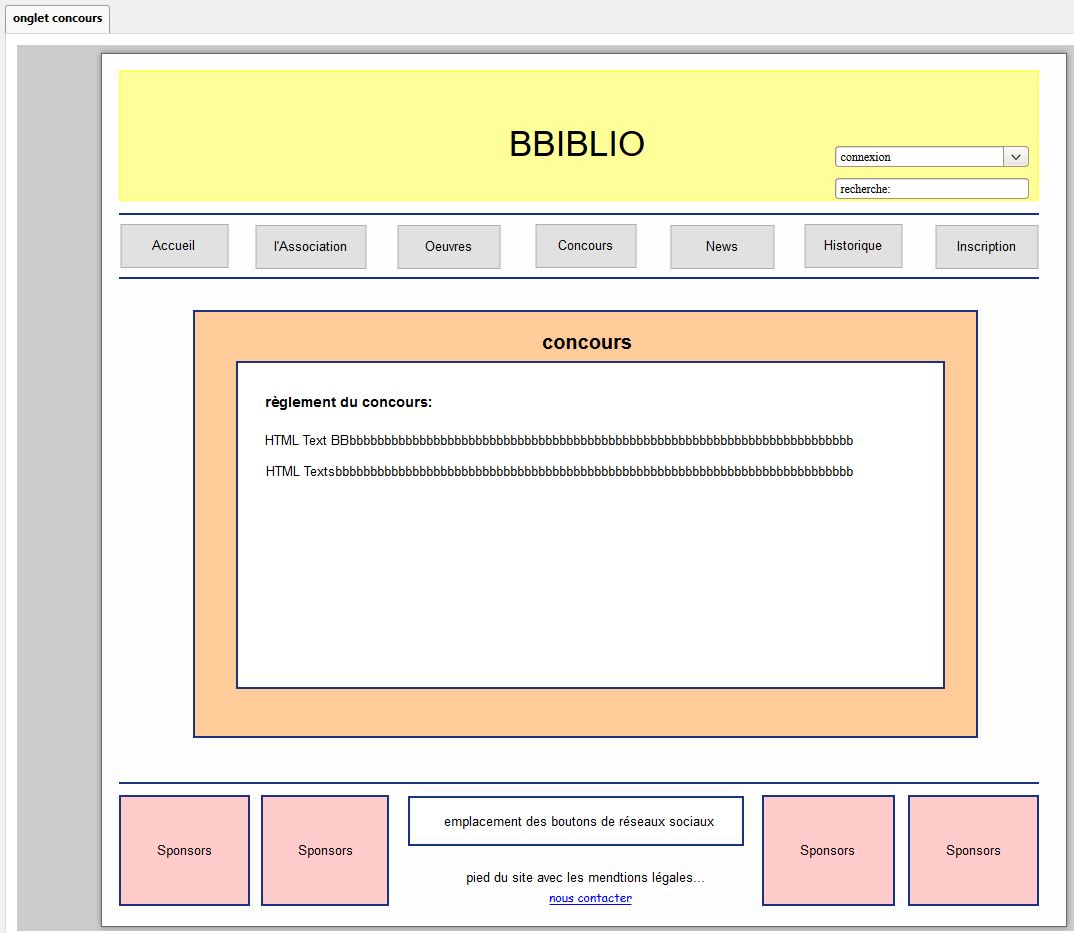 onglet concours
BBIBLIO
connexion
recherche:
Accueil
l'Association
Oeuvres
Concours
News
Historique
Inscription
concours
règlement du concours:
HTML Text BBbbbbbbbbbbbbbbbbbbbbbbbbbbbbbbbbbbbbbbbbbbbbbbbbbbbbbbbbbbbbbbbbbbbbbbbb
HTML Textsbbbbbbbbbbbbbbbbbbbbbbbbbbbbbbbbbbbbbbbbbbbbbbbbbbbbbbbbbbbbbbbbbbbbbbbbbb
Sponsors
Sponsors
emplacement des boutons de réseaux sociaux
Sponsors
Sponsors
pied du site avec les mendtions légales...
nous contacter